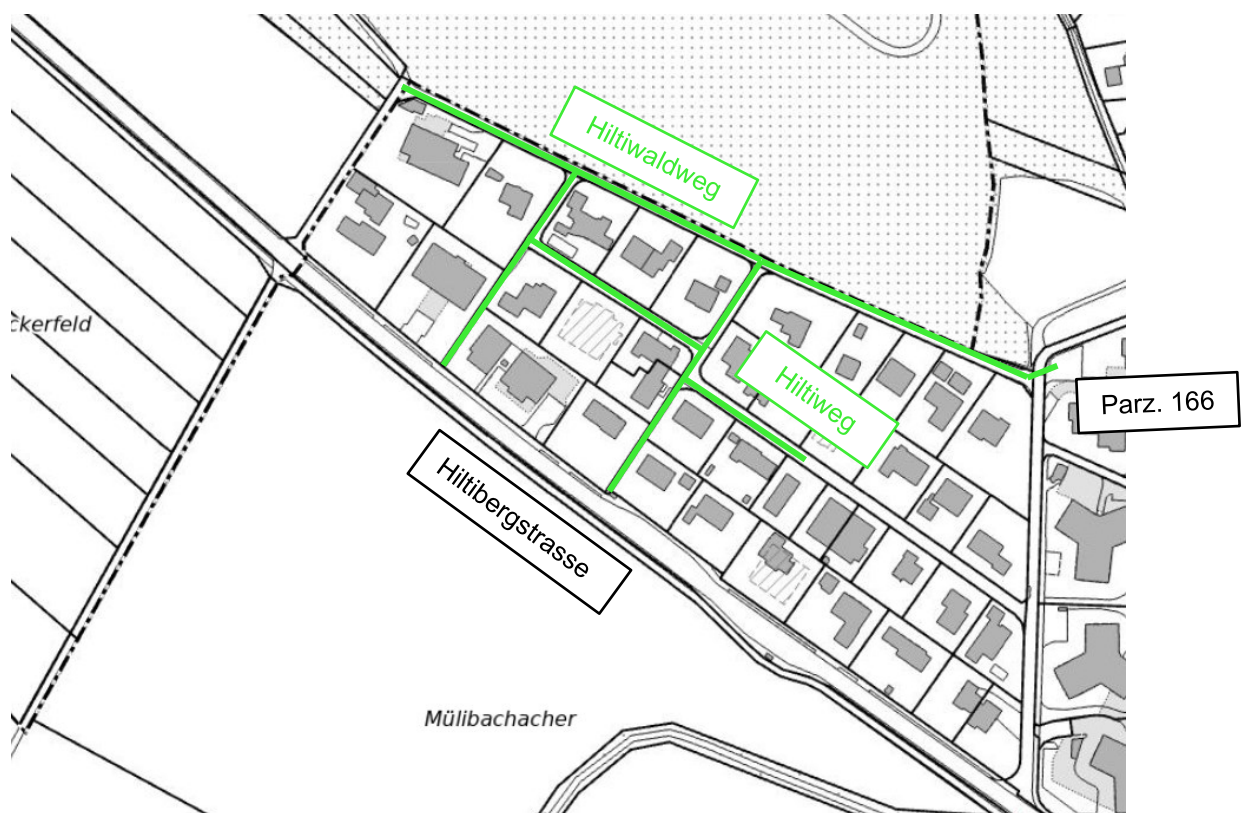 Hiltiwaldweg
ckerfeld
Hiltiweg
Parz. 166
Hiltibergstrasse
Mülibachacher